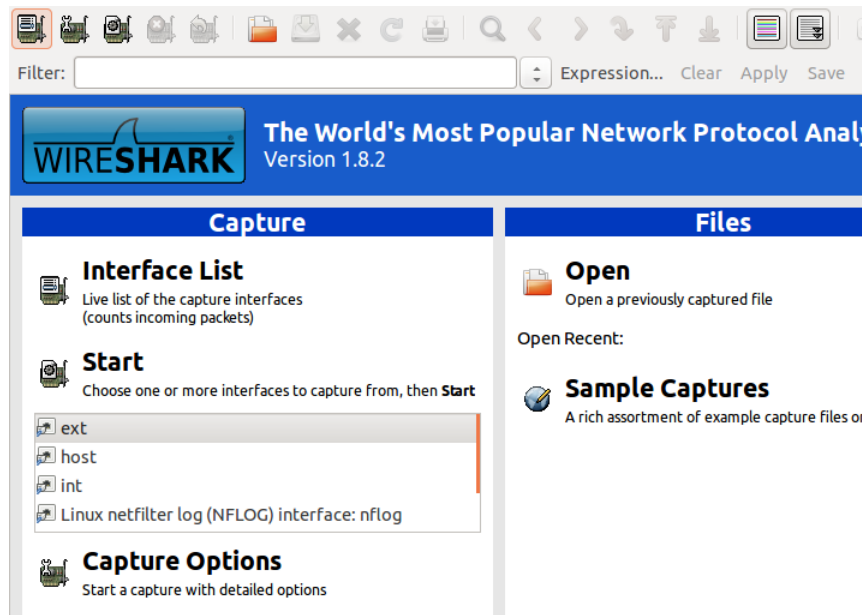 Filter:
Expression... Clear Apply Save
WIRESHARK
The World's Most Popular Network Protocol
Version 1.8.2
Capture
Interface List
Live list of the capture interfaces
(counts incoming packets)
Start
Choose one or more interfaces to capture from, then Start
ext
host
int
Linux netfilter log (NFLOG) interface: nflog
Capture Options
Start a capture with detailed options
Files
Open
Open a previously captured file
Open Recent:
Sample Captures
A rich assortment of example capture files